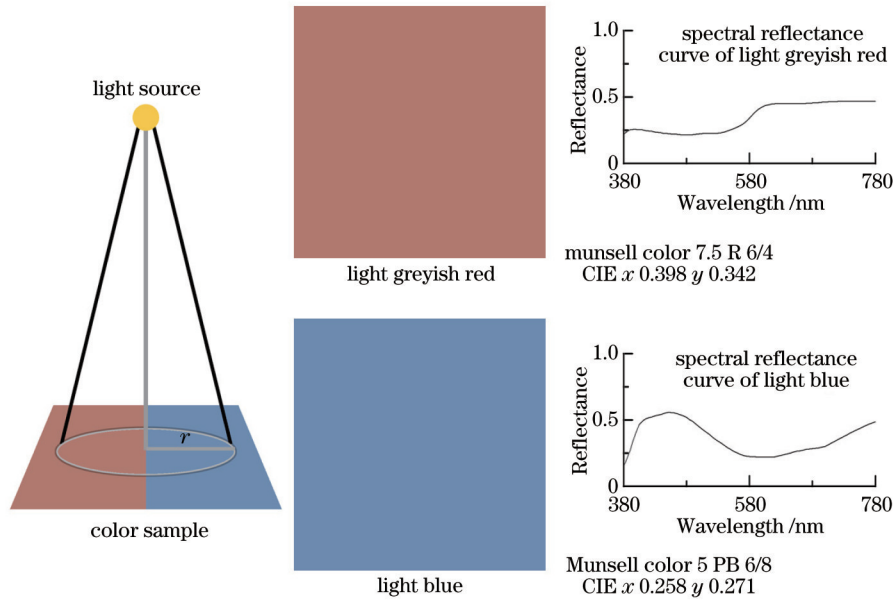 light source
r
color sample
light greyish red
1.0
0.5
0
Reflectance
spectral reflectance
curve of light greyish red
380
580
780
Wavelength /nm
munsell color 7.5 R 6/4
CIE x 0.398 y 0.342
light blue
1.0
0.5
0
Reflectance
spectral reflectance
curve of light blue
380
580
780
Wavelength /nm
Munsell color 5 PB 6/8
CIE x 0.258 y 0.271